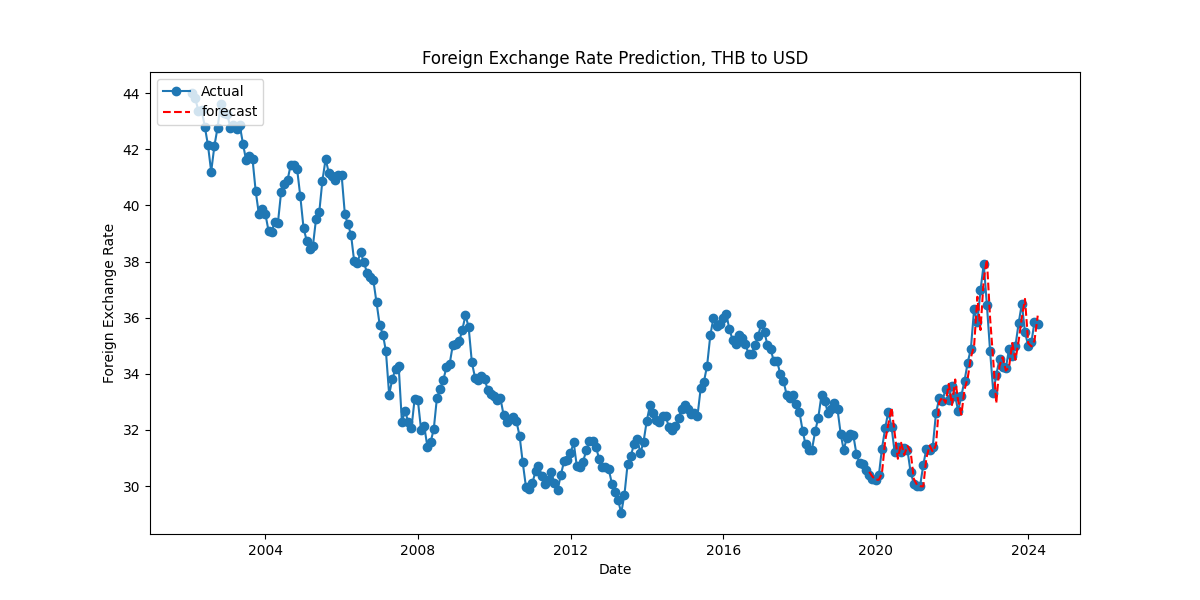 Foreign Exchange Rate Prediction, THB to USD
Actual
forecast
44
42
40
38
36
34
32
30
Foreign Exchange Rate
2004
2008
2012
2016
2020
2024
Date